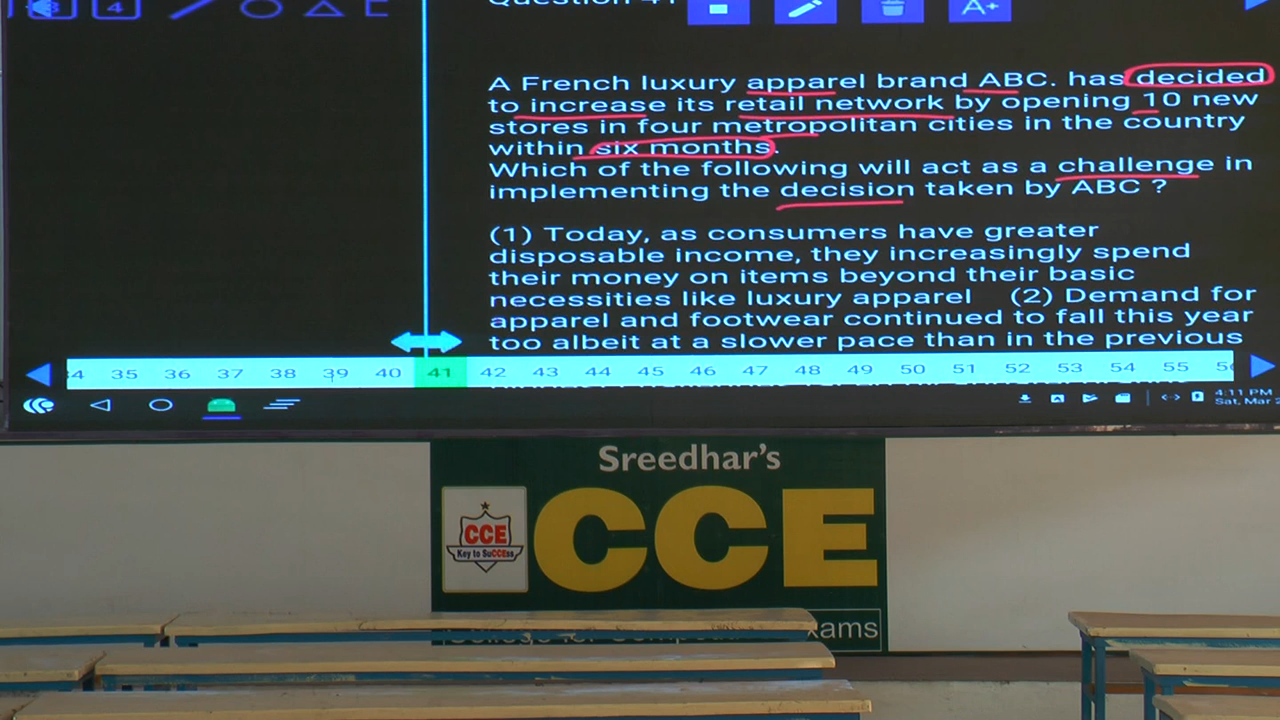 4
Question 41
A+
A French luxury apparel brand ABC. has decided
to increase its retail network by opening 10 new
stores in four metropolitan cities in the country
within six months.
Which of the following will act as a challenge in
implementing the decision taken by ABC ?
(1) Today, as consumers have greater
disposable income, they increasingly spend
their money on items beyond their basic
necessities like luxury apparel (2) Demand for
apparel and footwear continued to fall this year
too albeit at a slower pace than in the previous
35 36 37 38 39 40 41 42 43 44 45 46 47 48 49 50 51 52 53 54 55
4:11 PM
Sat, Mar
Sreedhar's
CCE
CCE
Key to SuCCEss
College for